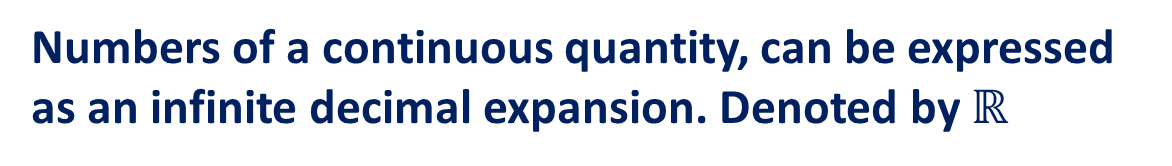 Numbers of a continuous quantity, can be expressed
as an infinite decimal expansion. Denoted by ℝ